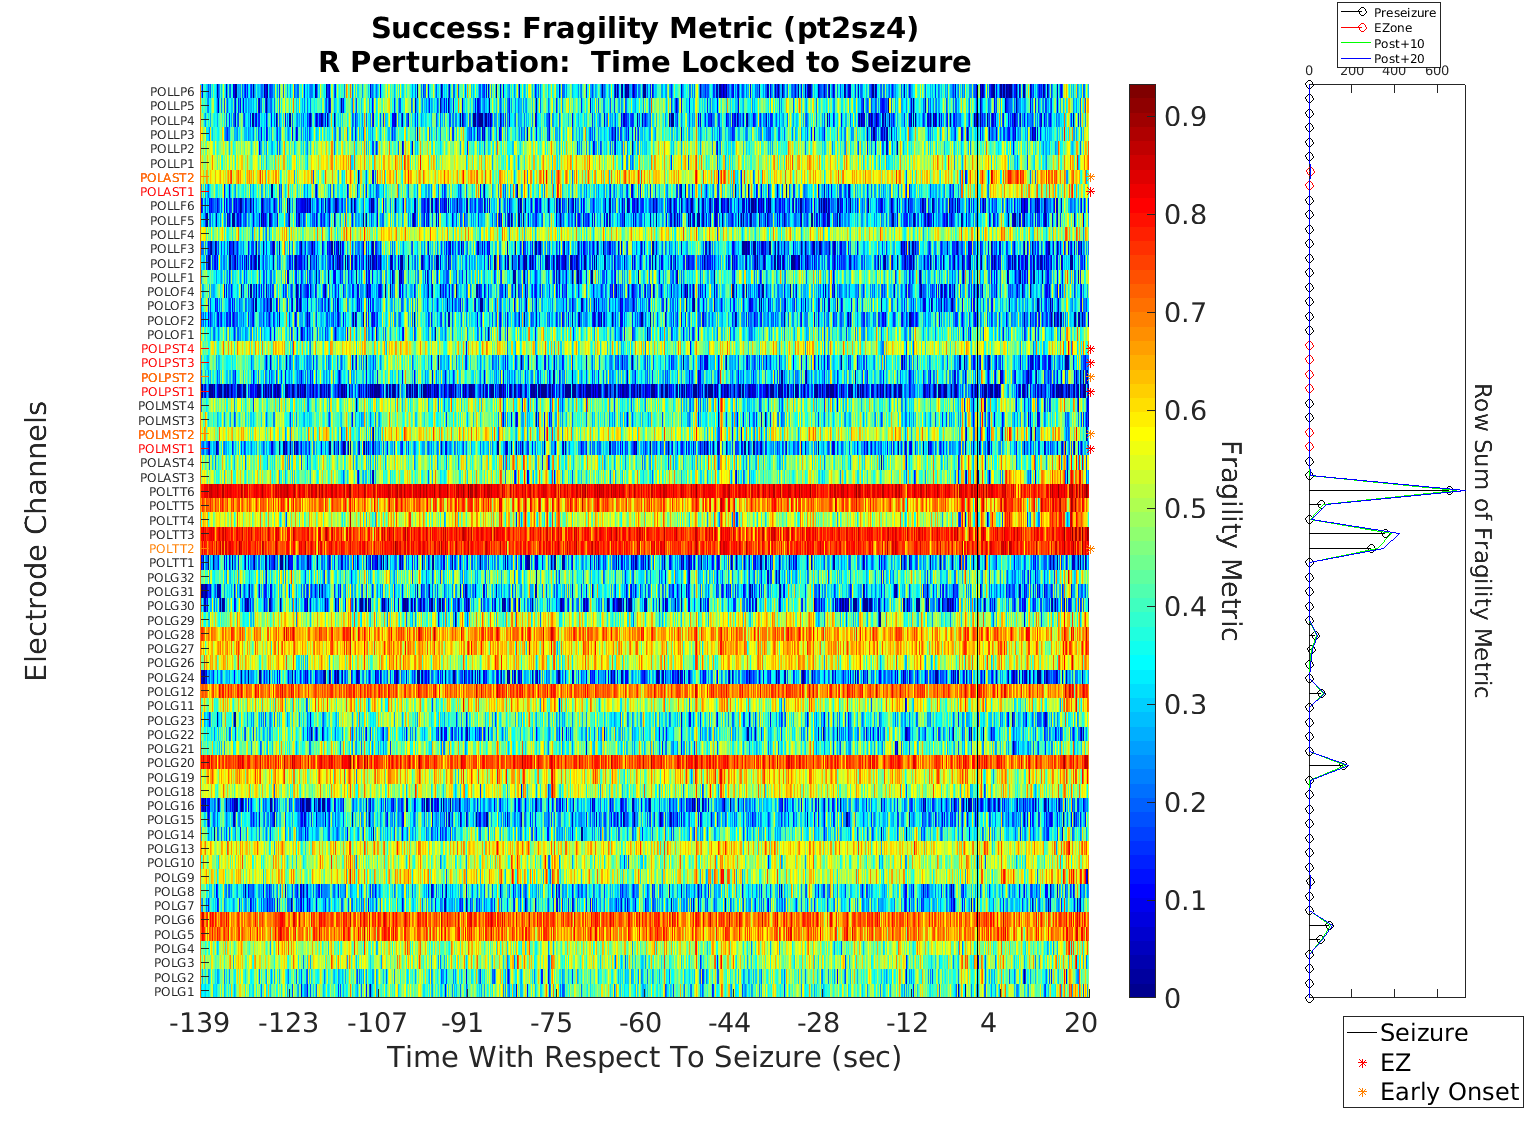 Success: Fragility Metric (pt2sz4)
R Perturbation:  Time Locked to Seizure
Electrode Channels
POLLP6
POLLP5
POLLP4
POLLP3
POLLP2
POLLP1
POLAST2
POLAST1
POLLF6
POLLF5
POLLF4
POLLF3
POLLF2
POLLF1
POLOF4
POLOF3
POLOF2
POLOF1
POLPST4
POLPST3
POLPST2
POLPST1
POLMST4
POLMST3
POLMST2
POLMST1
POLAST4
POLAST3
POLTT6
POLTT5
POLTT4
POLTT3
POLTT2
POLTT1
POLG32
POLG31
POLG30
POLG29
POLG28
POLG27
POLG26
POLG24
POLG12
POLG11
POLG23
POLG22
POLG21
POLG20
POLG19
POLG18
POLG16
POLG15
POLG14
POLG13
POLG10
POLG9
POLG8
POLG7
POLG6
POLG5
POLG4
POLG3
POLG2
POLG1
-139 -123 -107 -91 -75 -60 -44 -28 -12 4 20
Time With Respect To Seizure (sec)
0.9
0.8
0.7
0.6
0.5
0.4
0.3
0.2
0.1
0
Fragility Metric
Preseizure
EZone
Post+10
Post+20
0 200 400 600
Row Sum of Fragility Metric
Seizure
EZ
Early Onset